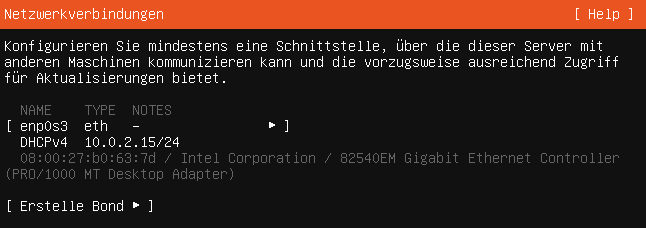 Netzwerkverbindungen [ Help ]
Konfigurieren Sie mindestens eine Schnittstelle, über die dieser Server mit
anderen Maschinen kommunizieren kann und die vorzugsweise ausreichend Zugriff
für Aktualisierungen bietet.
NAME TYPE NOTES
[ enp0s3 eth – ▸ ]
DHCPv4 10.0.2.15/24
08:00:27:b0:63:7d / Intel Corporation / 82540EM Gigabit Ethernet Controller
(PRO/1000 MT Desktop Adapter)
[ Erstelle Bond ▸ ]